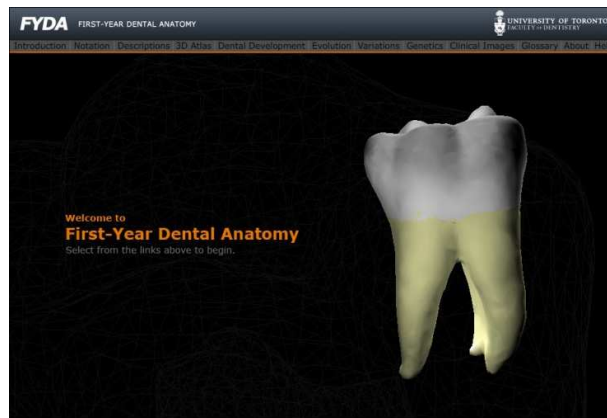 FYDA FIRST-YEAR DENTAL ANATOMY
UNIVERSITY OF TORONTO
FACULTY OF DENTISTRY
Introduction Notation Descriptions 3D Atlas Dental Development Evolution Variations Genetics Clinical Images Glossary About He
Welcome to
First-Year Dental Anatomy
Select from the links above to begin.